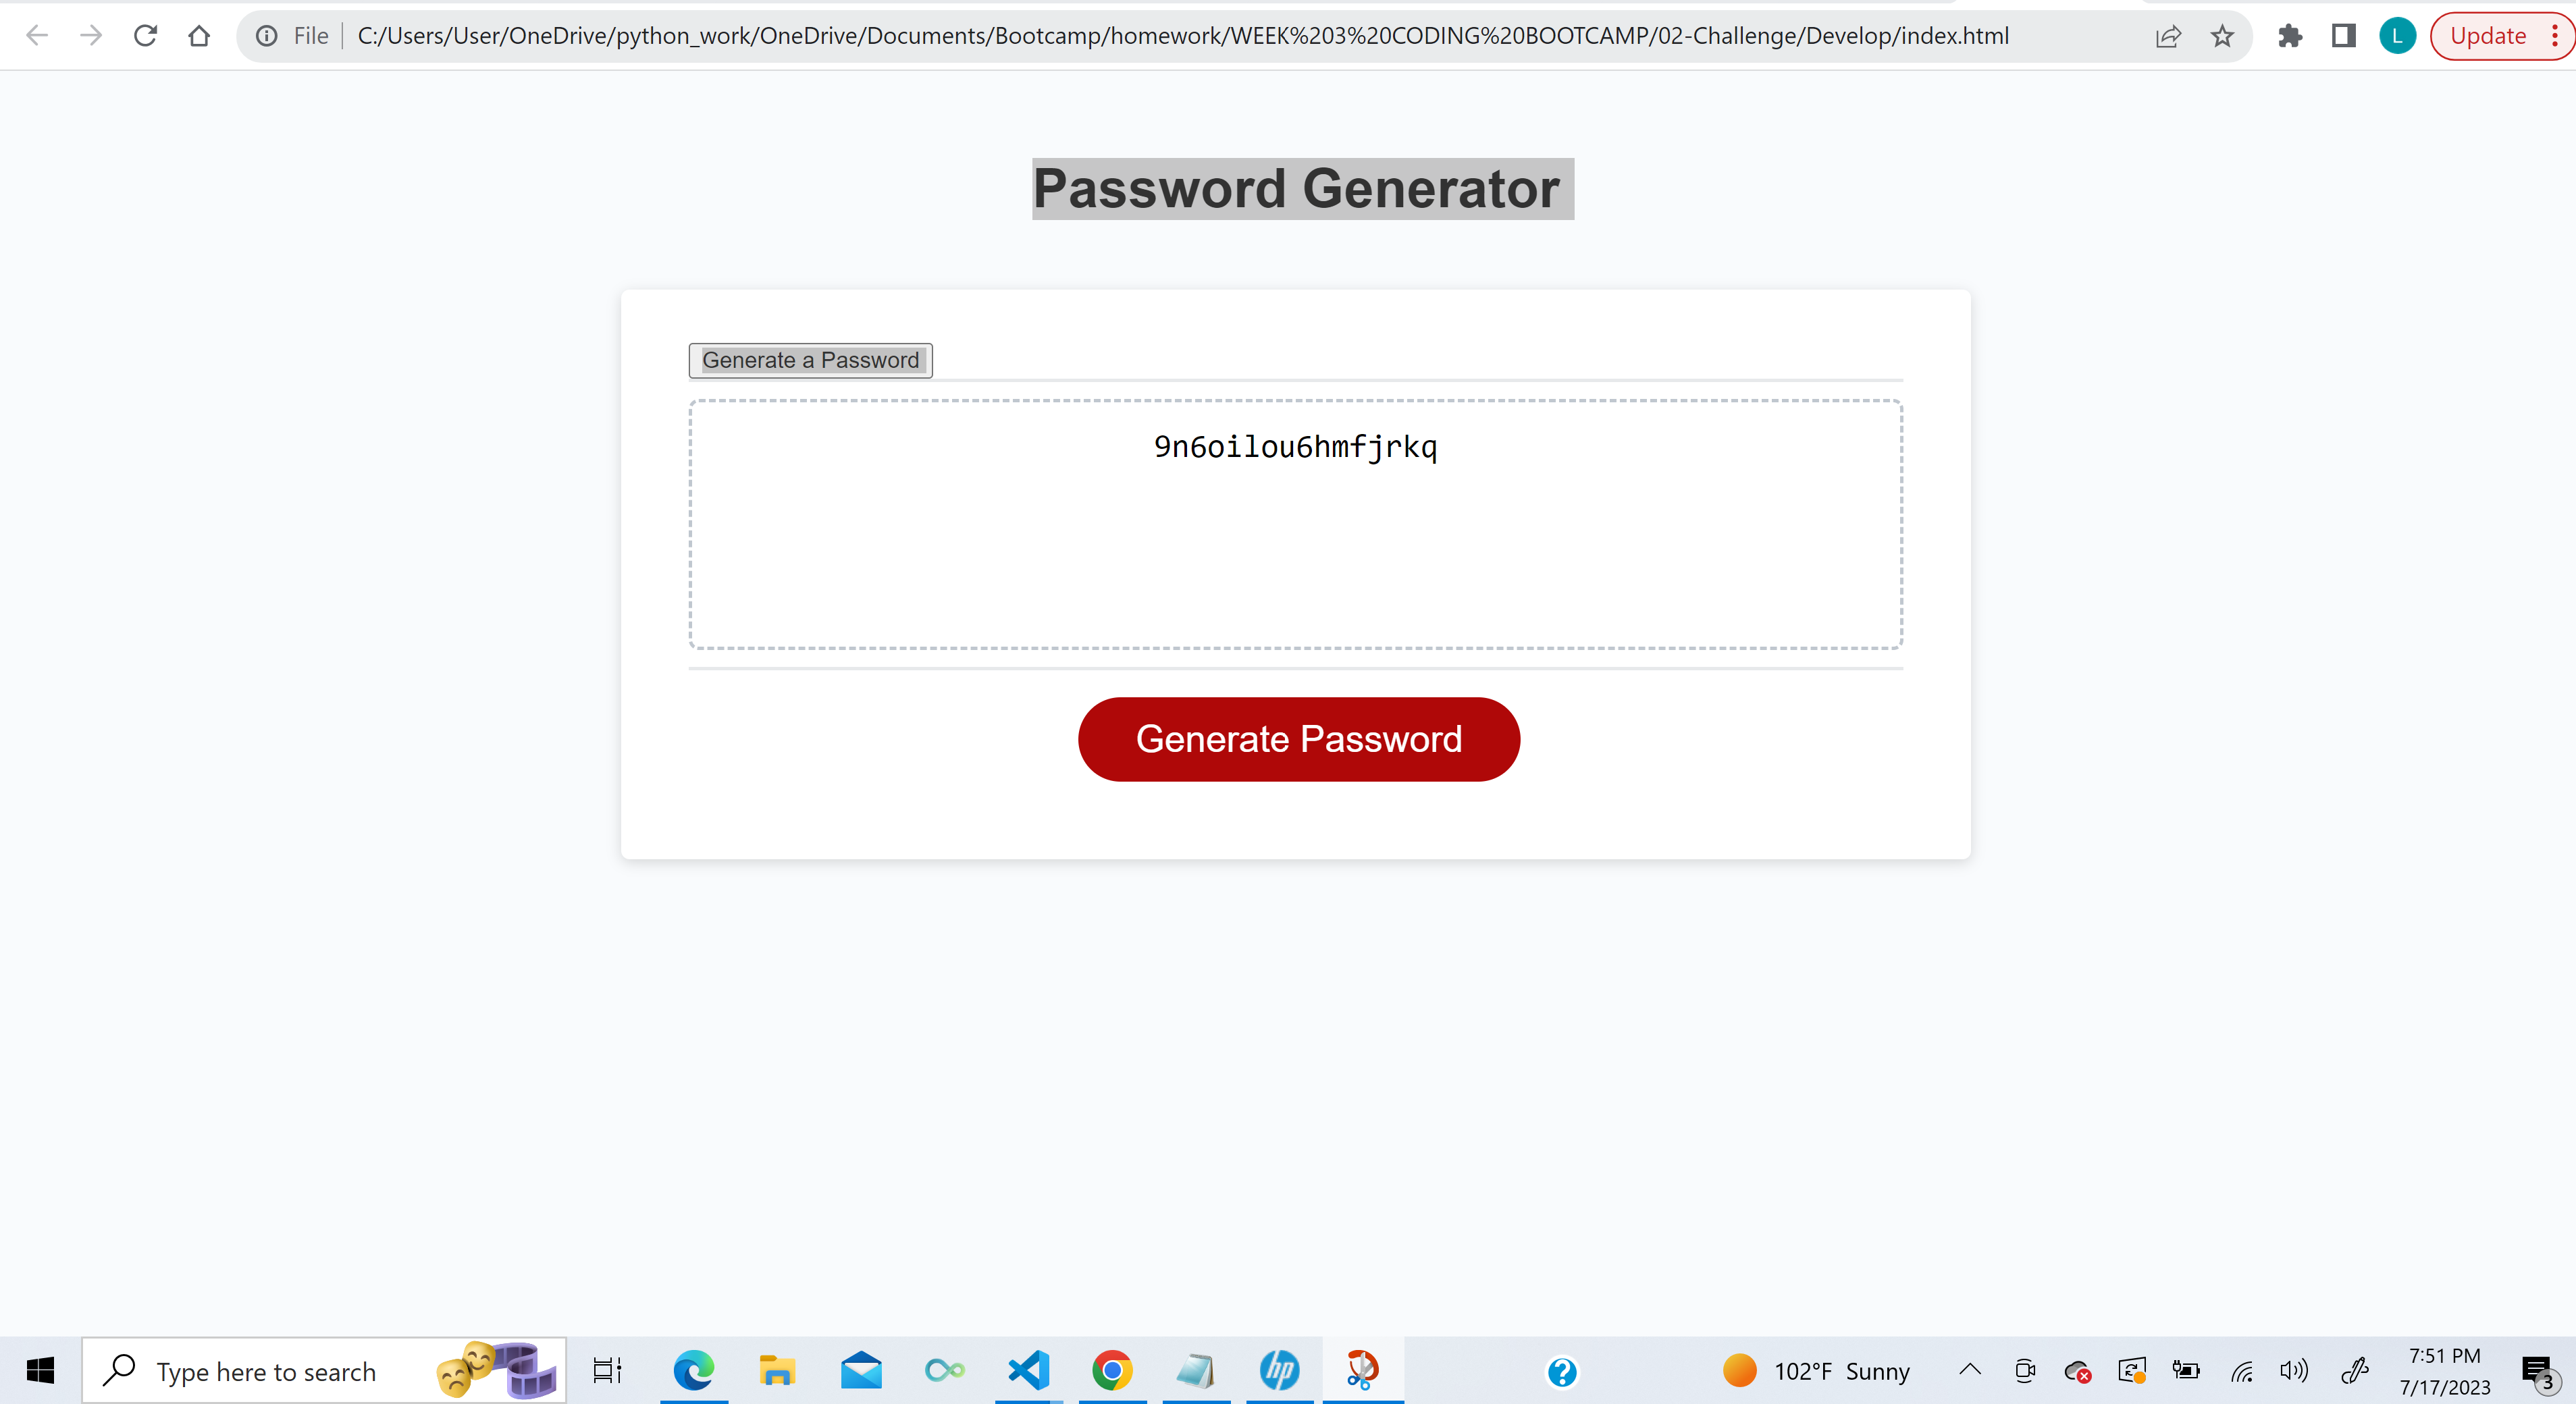 File C:/Users/User/OneDrive/python_work/OneDrive/Documents/Bootcamp/homework/WEEK%203%20CODING%20BOOTCAMP/02-Challenge/Develop/index.html L Update
Password Generator
Generate a Password
9n6oilou6hmfjrkq
Generate Password
Type here to search hp ? 102°F Sunny 7:51 PM
7/17/2023 3